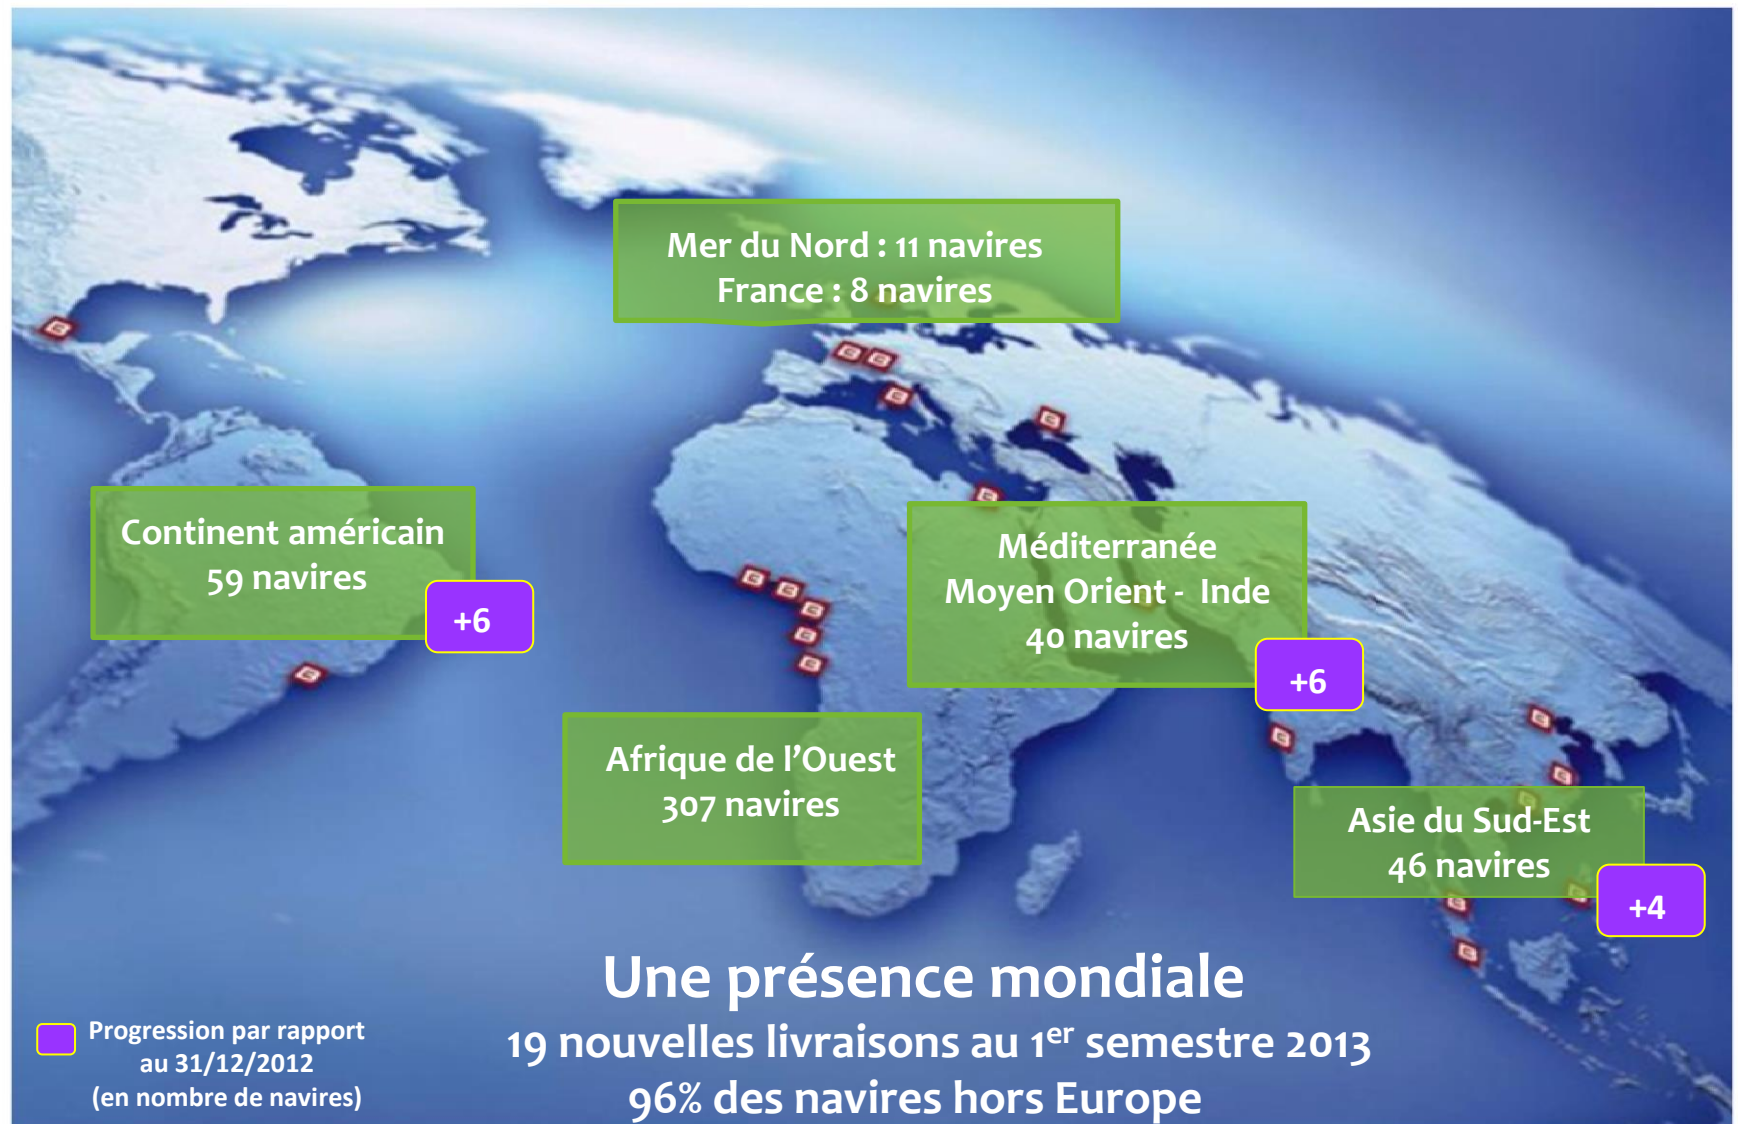 Mer du Nord : 11 navires
France : 8 navires
Continent américain
59 navires
+6
Méditerranée
Moyen Orient - Inde
40 navires
+6
Afrique de l’Ouest
307 navires
Asie du Sud-Est
46 navires
+4
Une présence mondiale
19 nouvelles livraisons au 1er semestre 2013
96% des navires hors Europe
Progression par rapport
au 31/12/2012
(en nombre de navires)